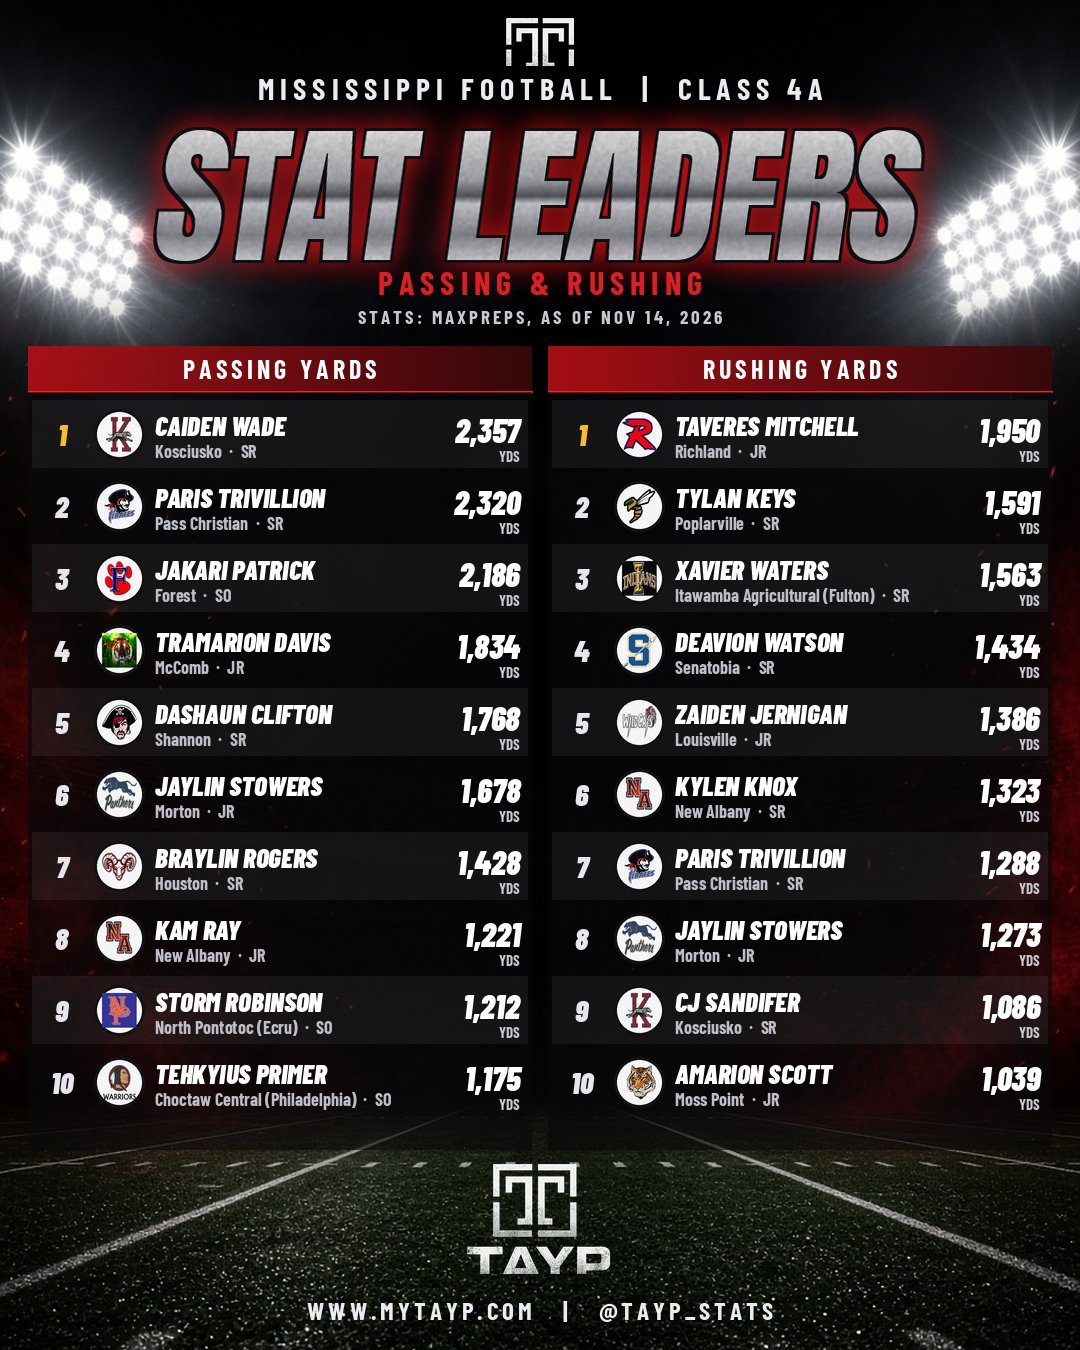 MISSISSIPPI FOOTBALL | CLASS 4A
STAT LEADERS
PASSING & RUSHING
STATS: MAXPREPS, AS OF NOV 14, 2026
PASSING YARDS
1 CAIDEN WADE 2,357
Kosciusko · SR YDS
2 PARIS TRIVILLION 2,320
Pass Christian · SR YDS
3 JAKARI PATRICK 2,186
Forest · SO YDS
4 TRAMARION DAVIS 1,834
McComb · JR YDS
5 DASHAUN CLIFTON 1,768
Shannon · SR YDS
6 JAYLIN STOWERS 1,678
Morton · JR YDS
7 BRAYLIN ROGERS 1,428
Houston · SR YDS
8 KAM RAY 1,221
New Albany · JR YDS
9 STORM ROBINSON 1,212
North Pontotoc (Ecru) · SO YDS
10 TEHKYIUS PRIMER 1,175
Choctaw Central (Philadelphia) · SO YDS
RUSHING YARDS
1 TAVERES MITCHELL 1,950
Richland · JR YDS
2 TYLAN KEYS 1,591
Poplarville · SR YDS
3 XAVIER WATERS 1,563
Itawamba Agricultural (Fulton) · SR YDS
4 DEAVION WATSON 1,434
Senatobia · SR YDS
5 ZAIDEN JERNIGAN 1,386
Louisville · JR YDS
6 KYLEN KNOX 1,323
New Albany · SR YDS
7 PARIS TRIVILLION 1,288
Pass Christian · SR YDS
8 JAYLIN STOWERS 1,273
Morton · JR YDS
9 CJ SANDIFER 1,086
Kosciusko · SR YDS
10 AMARION SCOTT 1,039
Moss Point · JR YDS
TAYP
WWW.MYTAYP.COM | @TAYP_STATS